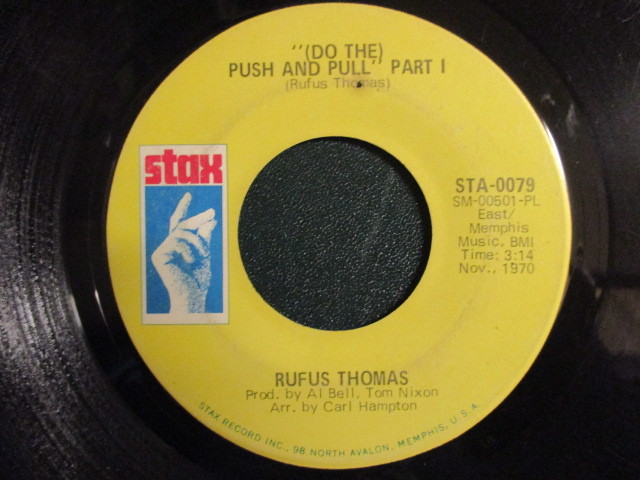 "(DO THE)
PUSH AND PULL" PART I
(Rufus Thomas)
stax
STA-0079
SM-00501-PL
East/
Memphis
Music, BMI
Time: 3:14
Nov., 1970
RUFUS THOMAS
Prod. by Al Bell, Tom Nixon
Arr. by Carl Hampton
STAX RECORD INC., 98 NORTH AVALON, MEMPHIS, U.S.A.